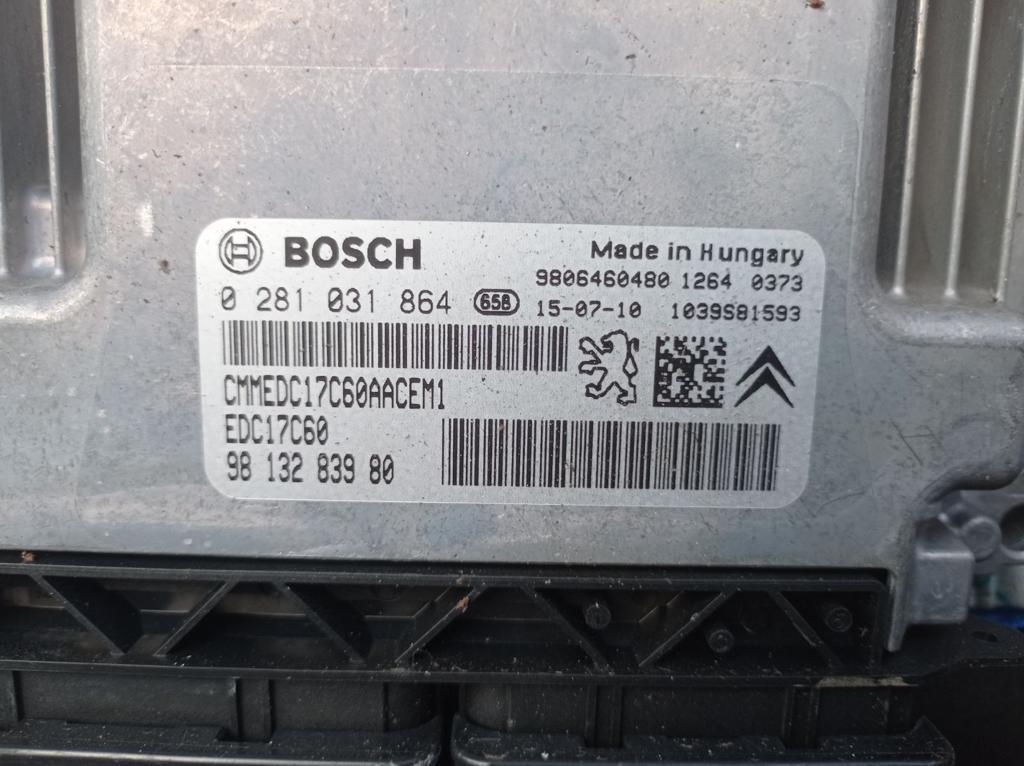 BOSCH
Made in Hungary
9806460480 1264 0373
0 281 031 864 658 15-07-10 1039S81593
CMMEDC17C60AACEM1
EDC17C60
98 132 839 80